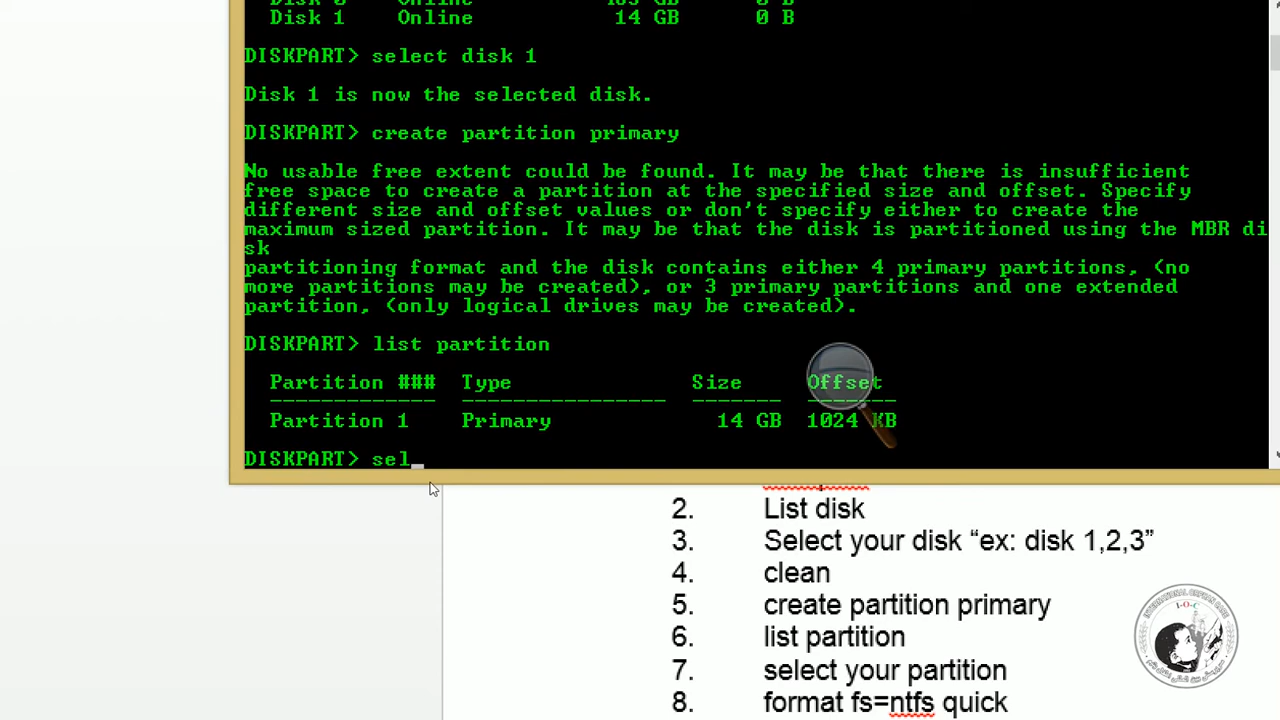 Disk 1 Online 14 GB 0 B
DISKPART> select disk 1
Disk 1 is now the selected disk.
DISKPART> create partition primary
No usable free extent could be found. It may be that there is insufficient
free space to create a partition at the specified size and offset. Specify
different size and offset values or don't specify either to create the
maximum sized partition. It may be that the disk is partitioned using the MBR di
sk
partitioning format and the disk contains either 4 primary partitions, (no
more partitions may be created), or 3 primary partitions and one extended
partition, (only logical drives may be created).
DISKPART> list partition
Partition ### Type Size Offset
Partition 1 Primary 14 GB 1024 KB
DISKPART> sel_
2. List disk
3. Select your disk “ex: disk 1,2,3”
4. clean
5. create partition primary
6. list partition
7. select your partition
8. format fs=ntfs quick
INTERNATIONAL ORPHAN CARE
I-O-C